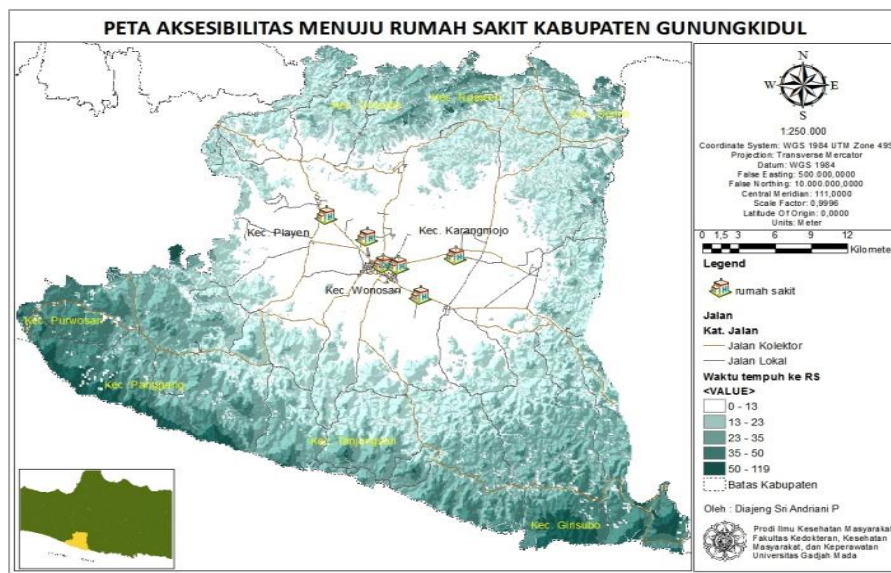 PETA AKSESIBILITAS MENUJU RUMAH SAKIT KABUPATEN GUNUNGKIDUL
Kec. Playen
Kec. Karangmojo
Kec. Wonosari
Kec. Purwosari
Kec. Panggang
Kec. Tanjungsari
Kec. Girisubo
N
W
E
S
1:250.000
Coordinate System: WGS 1984 UTM Zone 49S
Projection: Transverse Mercator
Datum: WGS 1984
False Easting: 500.000,0000
False Northing: 10.000.000,0000
Central Meridian: 111,0000
Scale Factor: 0,9996
Latitude Of Origin: 0,0000
Units: Meter
0 1,5 3 6 9 12
Kilometer
Legend
rumah sakit
Jalan
Kat. Jalan
Jalan Kolektor
Jalan Lokal
Waktu tempuh ke RS
<VALUE>
0 - 13
13 - 23
23 - 35
35 - 50
50 - 119
Batas Kabupaten
Oleh : Diajeng Sri Andriani P
Prodi Ilmu Kesehatan Masyarakat
Fakultas Kedokteran, Kesehatan
Masyarakat, dan Keperawatan
Universitas Gadjah Mada